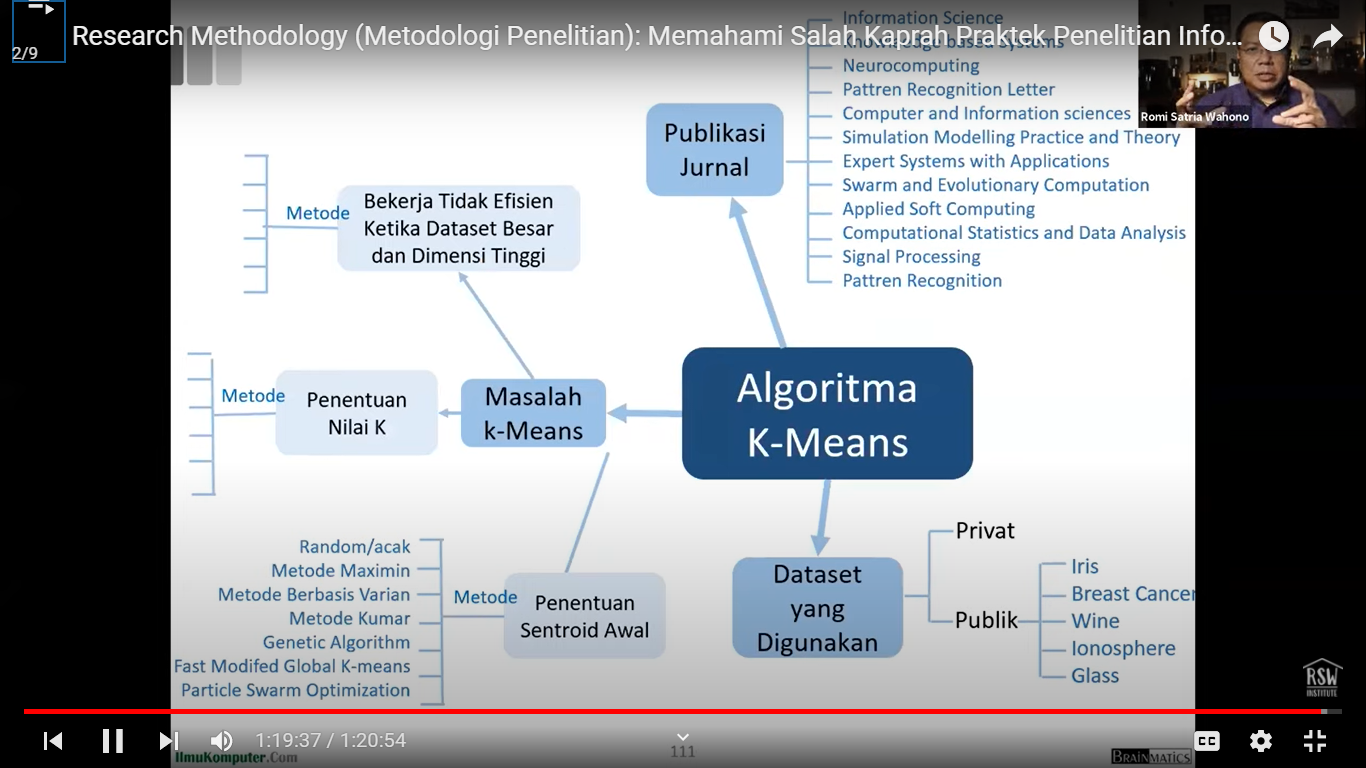 2/9
Research Methodology (Metodologi Penelitian): Memahami Salah Kaprah Praktek Penelitian Info...
Romi Satria Wahono
Information Science
Knowledge based Systems
Neurocomputing
Pattren Recognition Letter
Computer and Information sciences
Simulation Modelling Practice and Theory
Expert Systems with Applications
Swarm and Evolutionary Computation
Applied Soft Computing
Computational Statistics and Data Analysis
Signal Processing
Pattren Recognition
Publikasi
Jurnal
Metode
Bekerja Tidak Efisien
Ketika Dataset Besar
dan Dimensi Tinggi
Algoritma
K-Means
Masalah
k-Means
Metode
Penentuan
Nilai K
Random/acak
Metode Maximin
Metode Berbasis Varian
Metode Kumar
Genetic Algorithm
Fast Modifed Global K-means
Particle Swarm Optimization
Metode
Penentuan
Sentroid Awal
Dataset
yang
Digunakan
Privat
Publik
Iris
Breast Cancer
Wine
Ionosphere
Glass
RSW
INSTITUTE
1:19:37 / 1:20:54
CC
111
IlmuKomputer.Com
BRAINMATICS